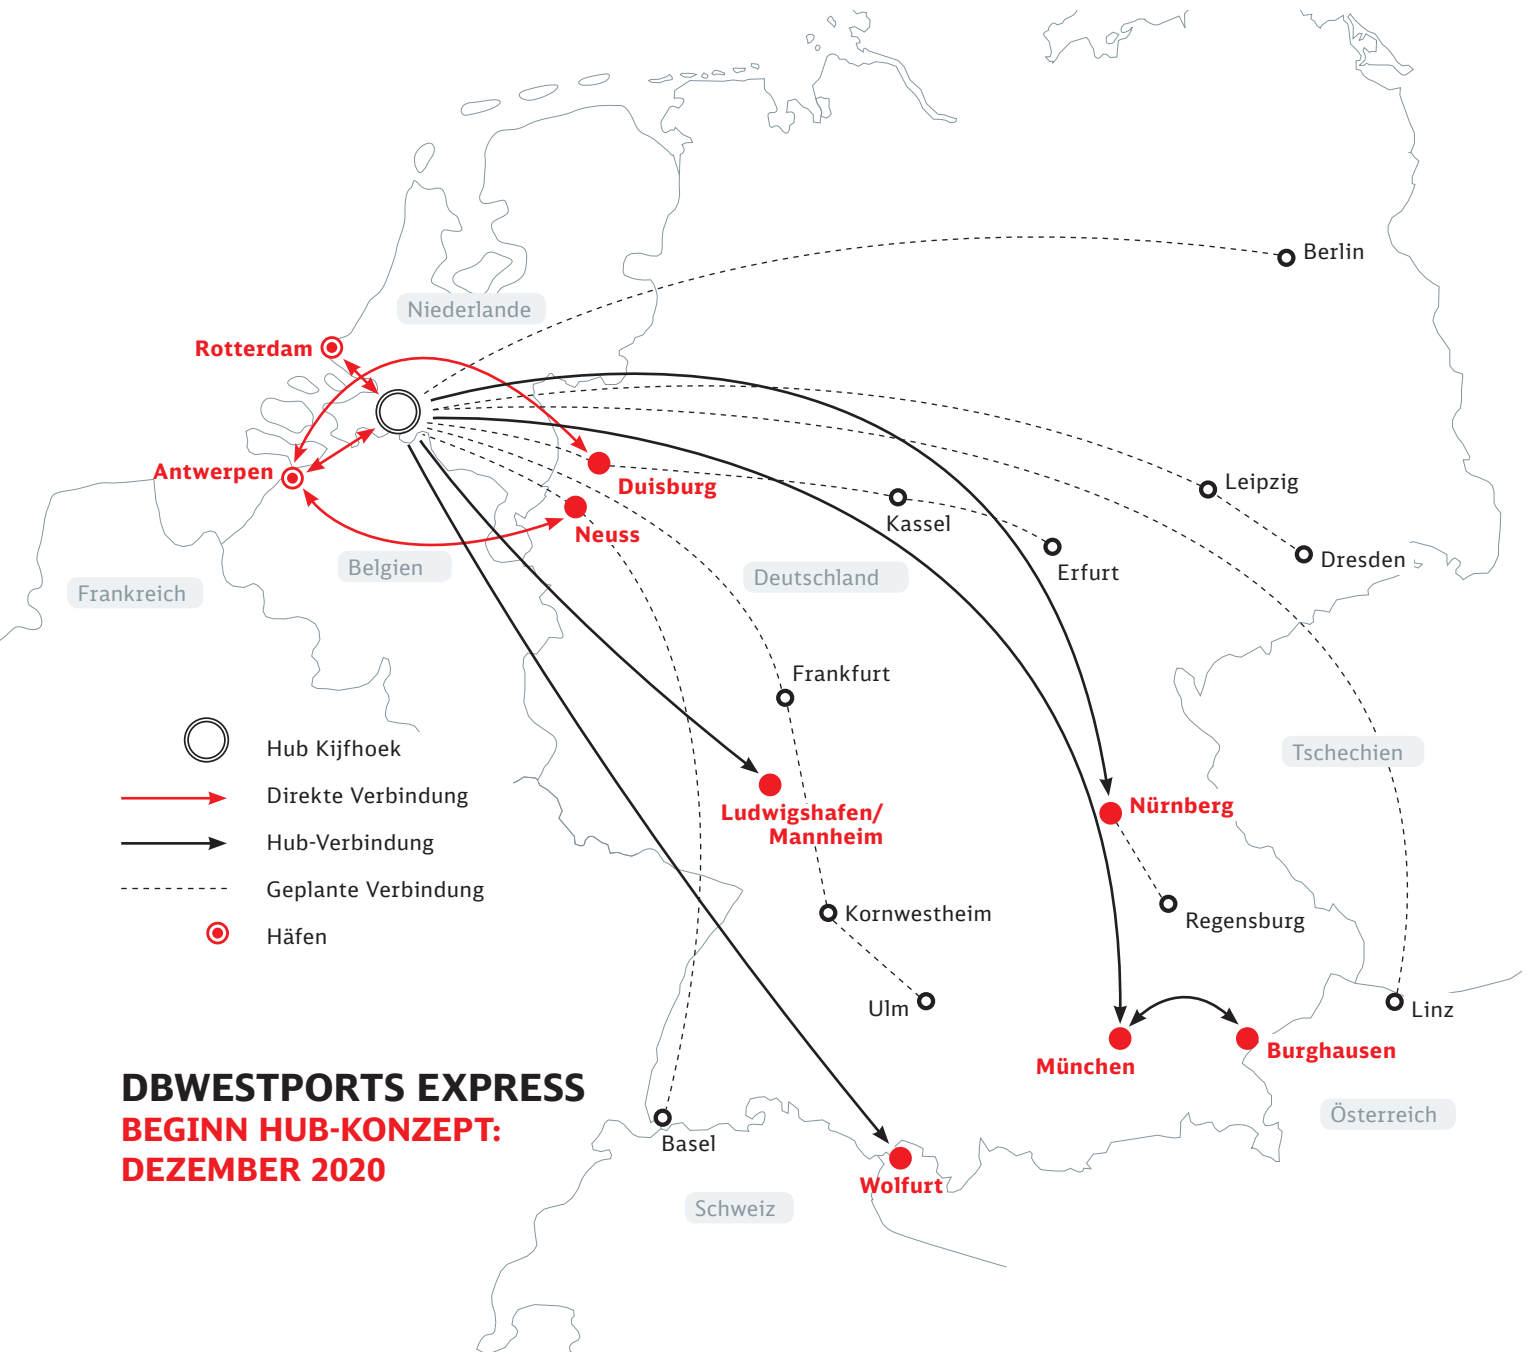 Berlin
Niederlande
Rotterdam
Antwerpen
Duisburg
Leipzig
Kassel
Neuss
Dresden
Erfurt
Belgien
Deutschland
Frankreich
Frankfurt
Tschechien
Hub Kijfhoek
Direkte Verbindung
Hub-Verbindung
Geplante Verbindung
Häfen
Ludwigshafen/
Mannheim
Nürnberg
Kornwestheim
Regensburg
Ulm
Linz
München
Burghausen
DBWESTPORTS EXPRESS
BEGINN HUB-KONZEPT:
DEZEMBER 2020
Österreich
Basel
Wolfurt
Schweiz